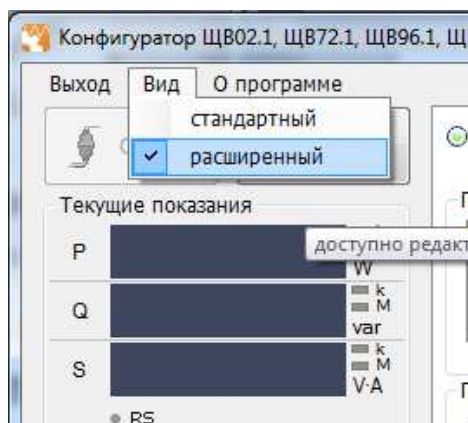 Конфигуратор ЩВ02.1, ЩВ72.1, ЩВ96.1, Щ
Выход Вид О программе
стандартный
расширенный
Текущие показания
доступно редакт
P
W
Q
k
M
var
S
k
M
V·A
RS